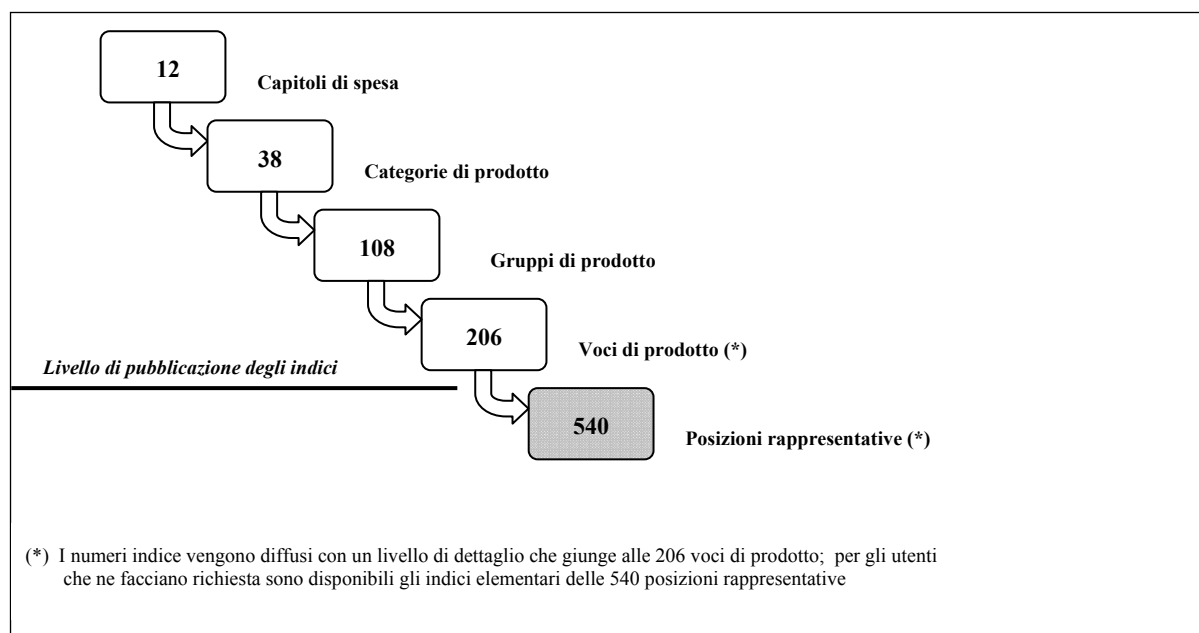 12
Capitoli di spesa
38
Categorie di prodotto
108
Gruppi di prodotto
206
Voci di prodotto (*)
Livello di pubblicazione degli indici
540
Posizioni rappresentative (*)
(*) I numeri indice vengono diffusi con un livello di dettaglio che giunge alle 206 voci di prodotto; per gli utenti
che ne facciano richiesta sono disponibili gli indici elementari delle 540 posizioni rappresentative